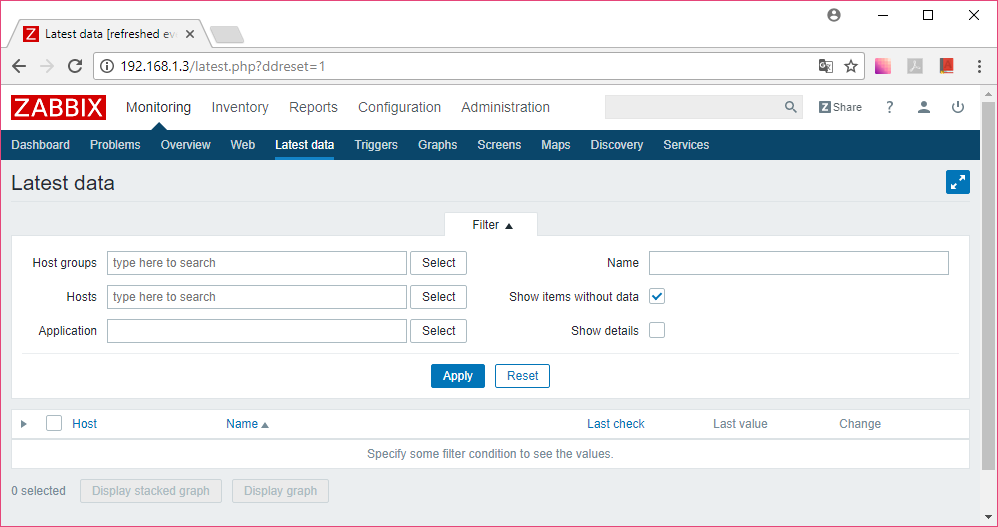 Z Latest data [refreshed eve
192.168.1.3/latest.php?ddreset=1
ZABBIX Monitoring Inventory Reports Configuration Administration Z Share ?
Dashboard Problems Overview Web Latest data Triggers Graphs Screens Maps Discovery Services
Latest data
Filter
Host groups type here to search Select Name
Hosts type here to search Select Show items without data
Application Select Show details
Apply Reset
Host Name Last check Last value Change
Specify some filter condition to see the values.
0 selected Display stacked graph Display graph